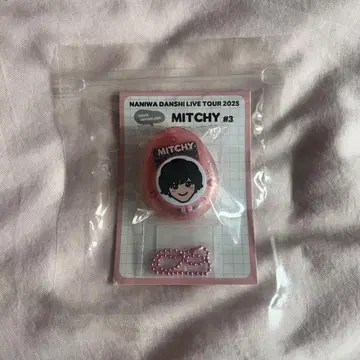 NANIWA DANSHI LIVE TOUR 2025
MITCHY #3
MITCHY